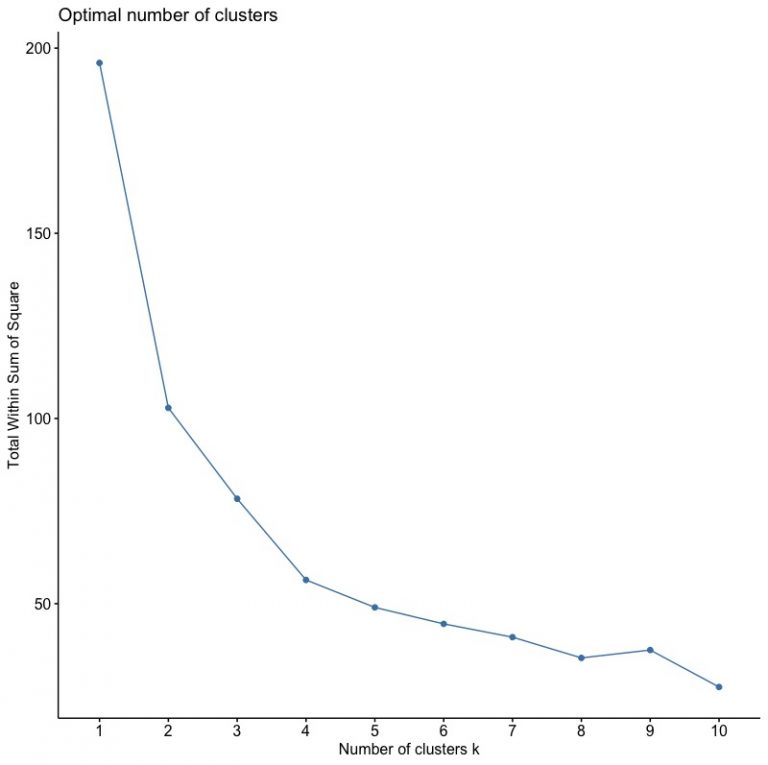 Optimal number of clusters
200
150
100
50
Total Within Sum of Square
1 2 3 4 5 6 7 8 9 10
Number of clusters k